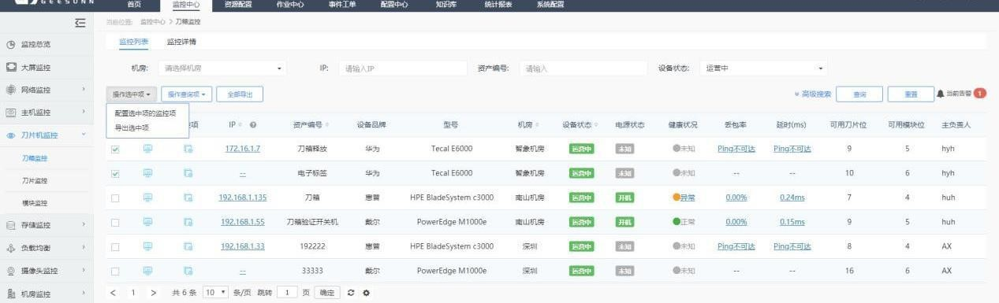 GEESUNN
首页 监控中心 资源配置 作业中心 事件工单 配置中心 知识库 统计报表 系统配置
当前位置: 监控中心 > 刀箱监控
监控总览
大屏监控
网络监控
主机监控
刀片机监控
刀箱监控
刀片监控
模块监控
存储监控
负载均衡
摄像头监控
机房监控
监控列表 监控详情
机房: 请选择机房 IP: 请输入IP 资产编号: 请输入 设备状态: 运营中
操作选中项 操作查询项 全部导出 高级搜索 查询 重置 当前告警 1
配置选中项的监控项
导出选中项
项 IP 资产编号 设备品牌 型号 机房 设备状态 电源状态 健康状况 丢包率 延时(ms) 可用刀片位 可用模块位 主负责人
172.16.1.7 刀箱释放 华为 Tecal E6000 智象机房 运营中 未知 未知 Ping不可达 Ping不可达 9 5 hyh
-- 电子标签 华为 Tecal E6000 智象机房 运营中 未知 未知 -- -- 10 6 hyh
192.168.1.135 刀箱 惠普 HPE BladeSystem c3000 南山机房 运营中 开机 异常 0.00% 0.24ms 7 4 huh
192.168.1.55 刀箱验证开关机 戴尔 PowerEdge M1000e 南山机房 运营中 开机 正常 0.00% 0.15ms 9 5 huh
192.168.1.33 192222 惠普 HPE BladeSystem c3000 深圳 运营中 未知 未知 Ping不可达 Ping不可达 8 4 AX
-- 33333 戴尔 PowerEdge M1000e 深圳 运营中 未知 未知 -- -- 16 6 AX
< 1 > 共 6 条 10 条/页 跳转 1 页 确定